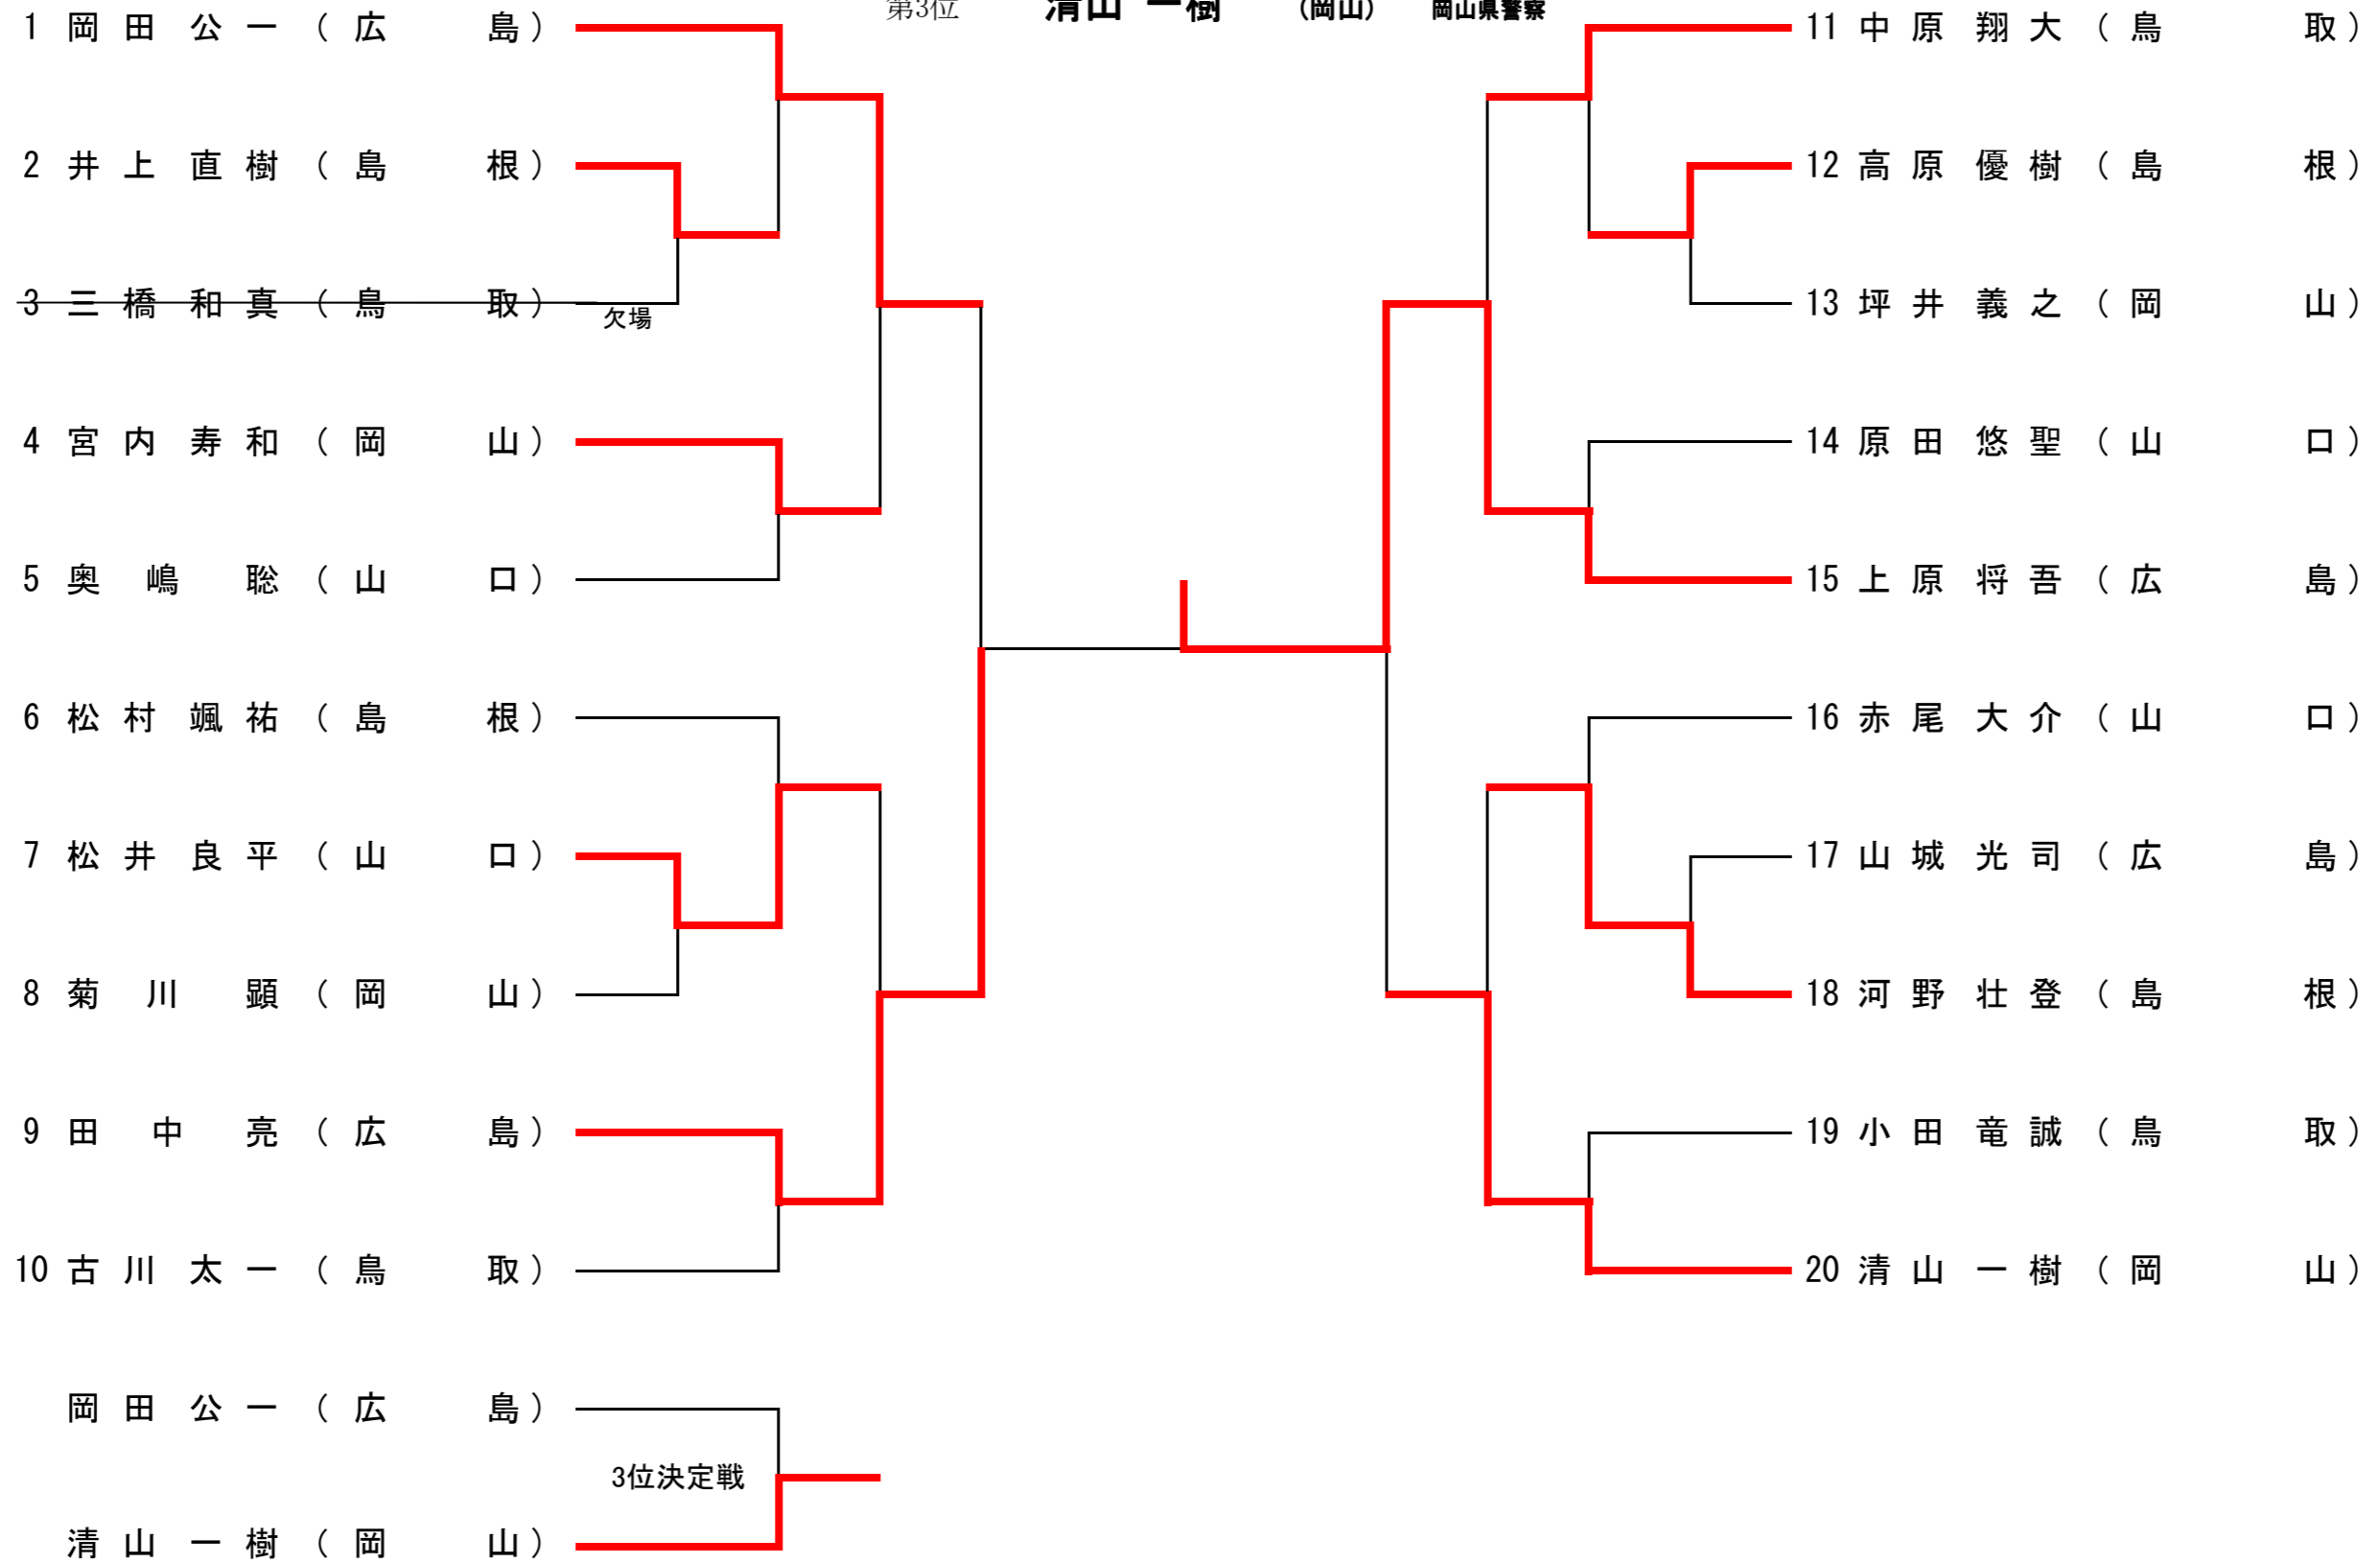 第3位 清山 一樹 (岡山) 岡山県警察
1 岡田 公一 (広島)
2 井上 直樹 (島根)
3 三橋 和真 (鳥取) 欠場
4 宮内 寿和 (岡山)
5 奥嶋 聡 (山口)
6 松村 颯祐 (島根)
7 松井 良平 (山口)
8 菊川 顕 (岡山)
9 田中 亮 (広島)
10 古川 太一 (鳥取)
岡田 公一 (広島)
3位決定戦
清山 一樹 (岡山)
11 中原 翔大 (鳥取)
12 高原 優樹 (島根)
13 坪井 義之 (岡山)
14 原田 悠聖 (山口)
15 上原 将吾 (広島)
16 赤尾 大介 (山口)
17 山城 光司 (広島)
18 河野 壮登 (島根)
19 小田 竜誠 (鳥取)
20 清山 一樹 (岡山)